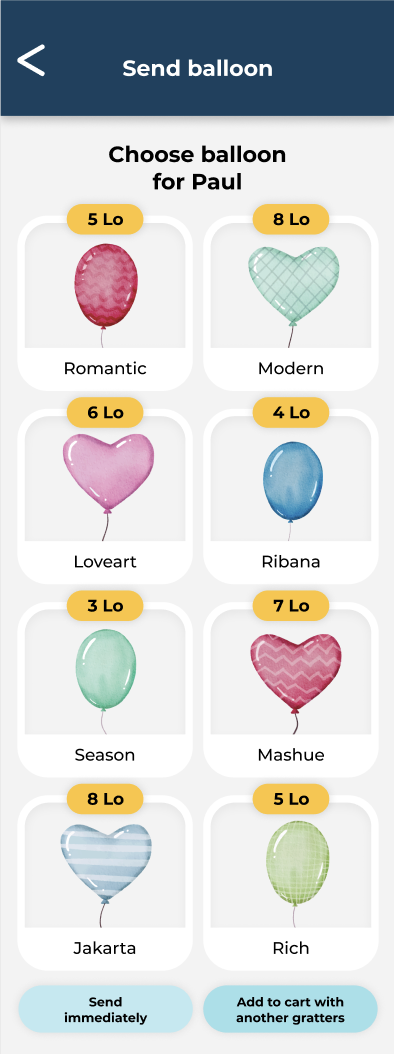 Send balloon
Choose balloon
for Paul
5 Lo
8 Lo
Romantic
Modern
6 Lo
4 Lo
Loveart
Ribana
3 Lo
7 Lo
Season
Mashue
8 Lo
5 Lo
Jakarta
Rich
Send
immediately
Add to cart with
another gratters